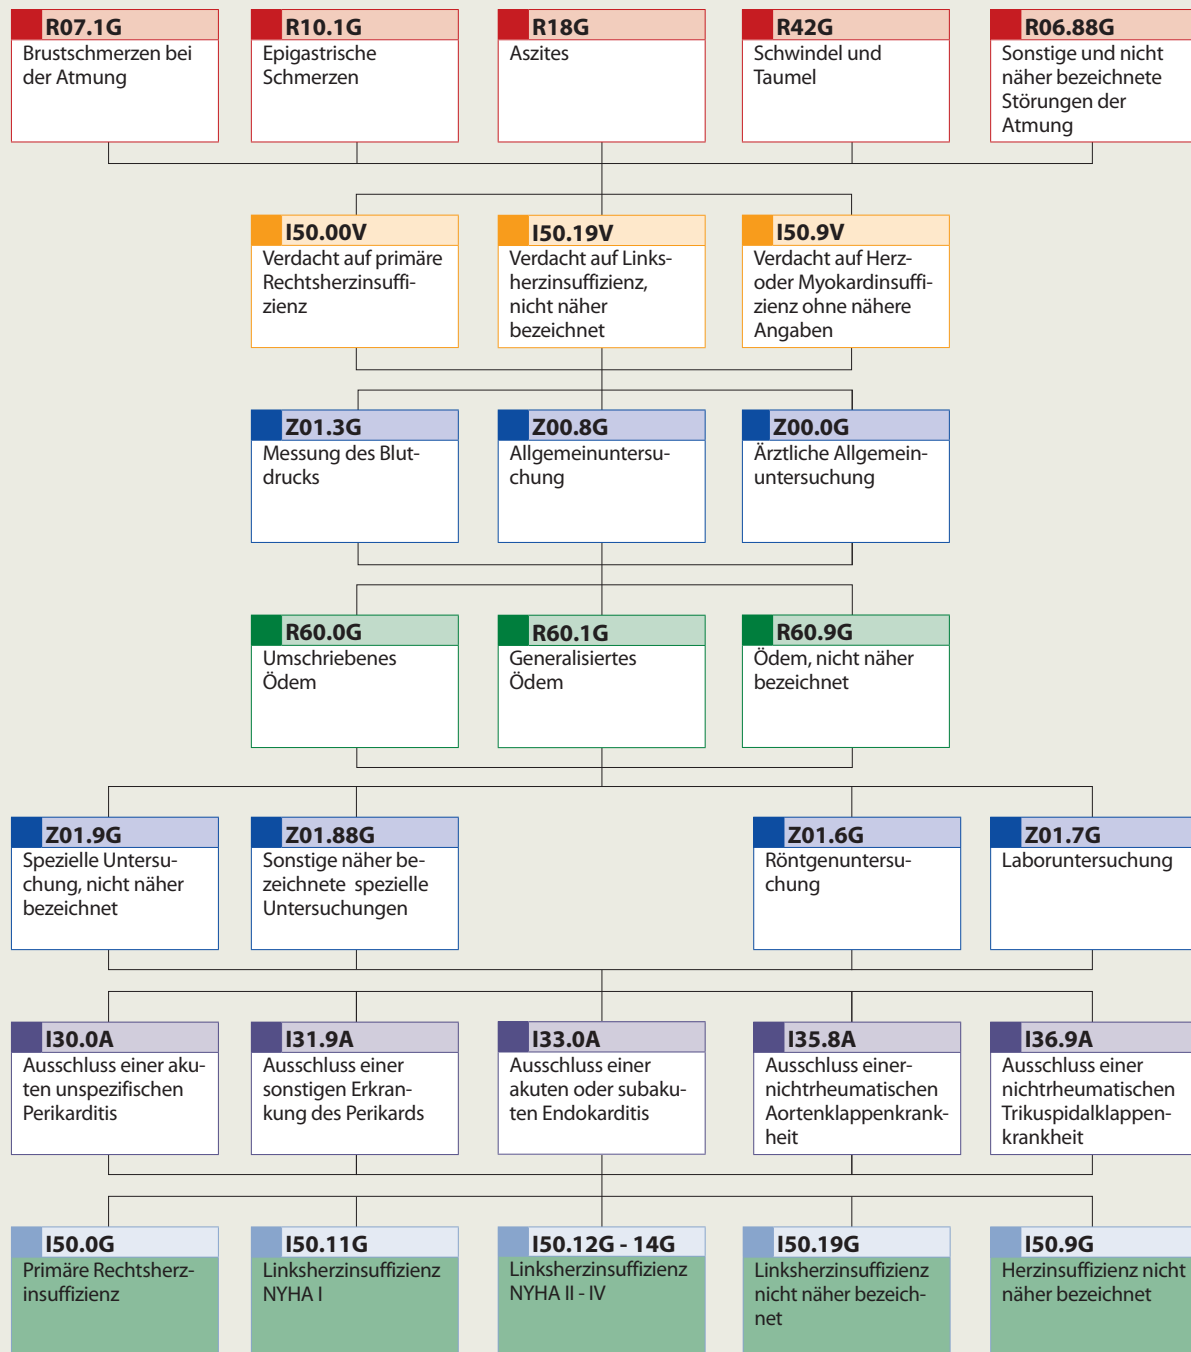 R07.1G
Brustschmerzen bei
der Atmung
R10.1G
Epigastrische
Schmerzen
R18G
Aszites
R42G
Schwindel und
Taumel
R06.88G
Sonstige und nicht
näher bezeichnete
Störungen der
Atmung
I50.00V
Verdacht auf primäre
Rechtsherzinsuffi-
zienz
I50.19V
Verdacht auf Links-
herzinsuffizienz,
nicht näher
bezeichnet
I50.9V
Verdacht auf Herz-
oder Myokardinsuffi-
zienz ohne nähere
Angaben
Z01.3G
Messung des Blut-
drucks
Z00.8G
Allgemeinuntersu-
chung
Z00.0G
Ärztliche Allgemein-
untersuchung
R60.0G
Umschriebenes
Ödem
R60.1G
Generalisiertes
Ödem
R60.9G
Ödem, nicht näher
bezeichnet
Z01.9G
Spezielle Untersu-
chung, nicht näher
bezeichnet
Z01.88G
Sonstige näher be-
zeichnete spezielle
Untersuchungen
Z01.6G
Röntgenuntersu-
chung
Z01.7G
Laboruntersuchung
I30.0A
Ausschluss einer aku-
ten unspezifischen
Perikarditis
I31.9A
Ausschluss einer
sonstigen Erkran-
kung des Perikards
I33.0A
Ausschluss einer
akuten oder subaku-
ten Endokarditis
I35.8A
Ausschluss einer-
nichtrheumatischen
Aortenklappenkrank-
heit
I36.9A
Ausschluss einer
nichtrheumatischen
Trikuspidalklappen-
krankheit
I50.0G
Primäre Rechtsherz-
insuffizienz
I50.11G
Linksherzinsuffizienz
NYHA I
I50.12G - 14G
Linksherzinsuffizienz
NYHA II - IV
I50.19G
Linksherzinsuffizienz
nicht näher bezeich-
net
I50.9G
Herzinsuffizienz nicht
näher bezeichnet